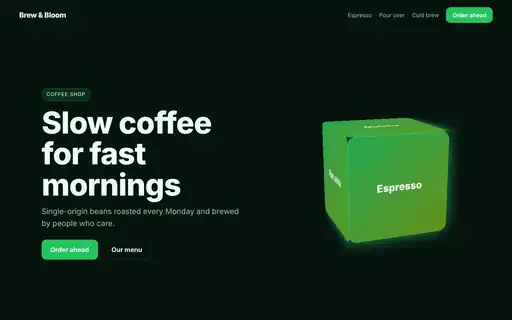 Brew & Bloom
Espresso Pour over Cold brew Order ahead
COFFEE SHOP
Slow coffee
for fast
mornings
Single-origin beans roasted every Monday and brewed
by people who care.
Order ahead Our menu
Espresso